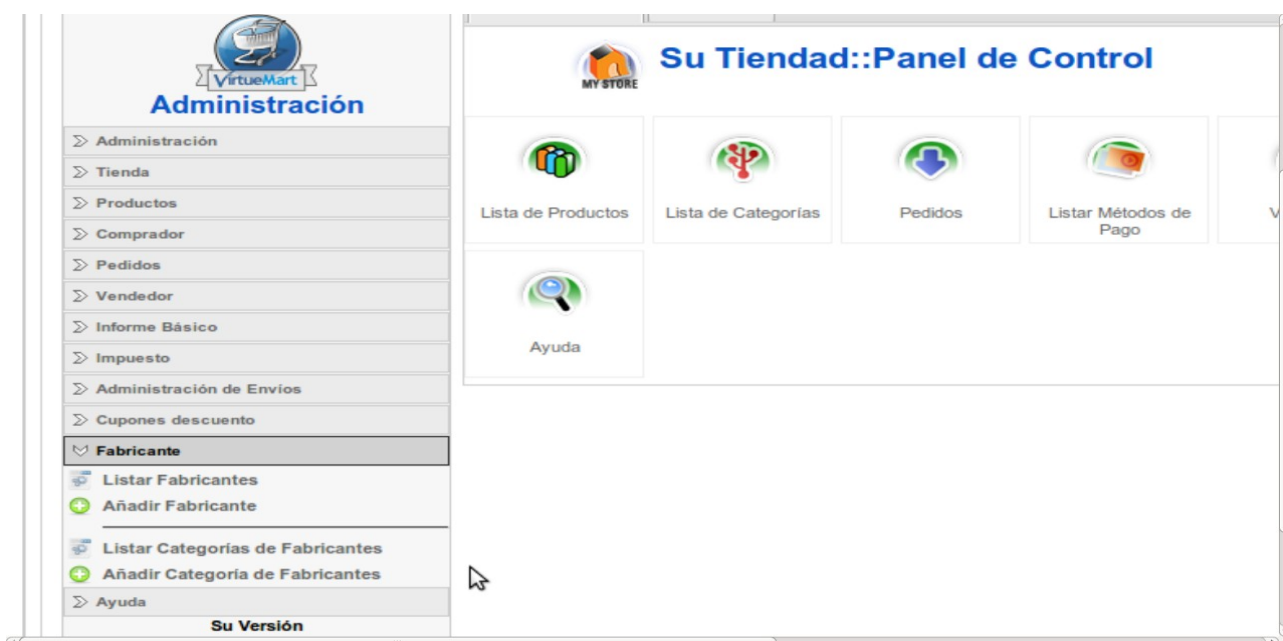 VirtueMart
Administración
Administración
Tienda
Productos
Comprador
Pedidos
Vendedor
Informe Básico
Impuesto
Administración de Envíos
Cupones descuento
Fabricante
Listar Fabricantes
Añadir Fabricante
Listar Categorías de Fabricantes
Añadir Categoría de Fabricantes
Ayuda
Su Versión
MY STORE
Su Tiendad::Panel de Control
Lista de Productos
Lista de Categorías
Pedidos
Listar Métodos de
Pago
V
Ayuda